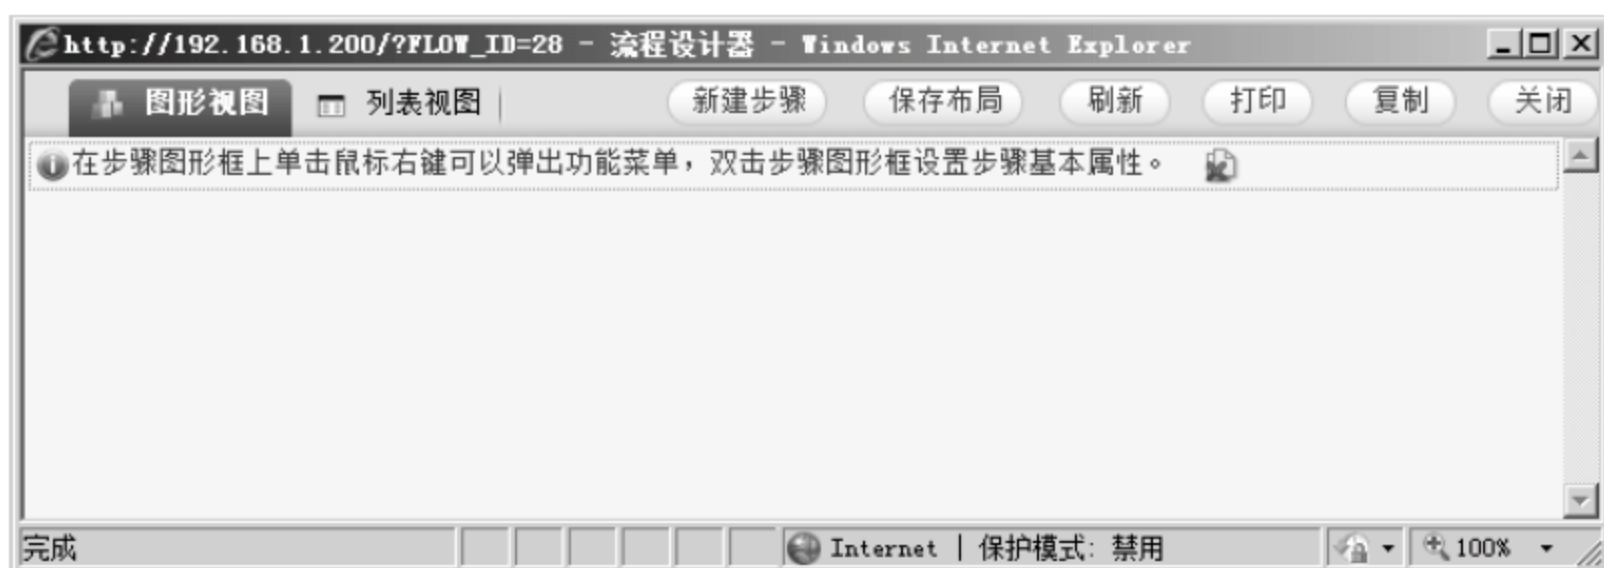 http://192.168.1.200/?FLOW_ID=28 - 流程设计器 - Windows Internet Explorer
图形视图 列表视图 新建步骤 保存布局 刷新 打印 复制 关闭
在步骤图形框上单击鼠标右键可以弹出功能菜单，双击步骤图形框设置步骤基本属性。
完成 Internet | 保护模式: 禁用 100%